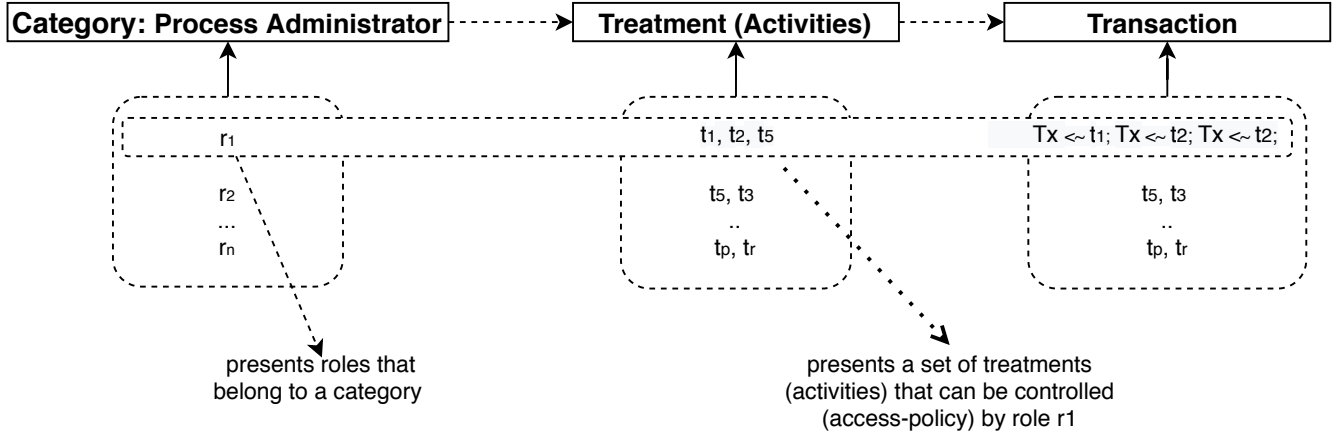 Category: Process Administrator
Treatment (Activities)
Transaction
r1
t1, t2, t5
Tx <~ t1; Tx <~ t2; Tx <~ t2;
r2
t5, t3
t5, t3
...
..
..
rn
tp, tr
tp, tr
presents roles that
belong to a category
presents a set of treatments
(activities) that can be controlled
(access-policy) by role r1